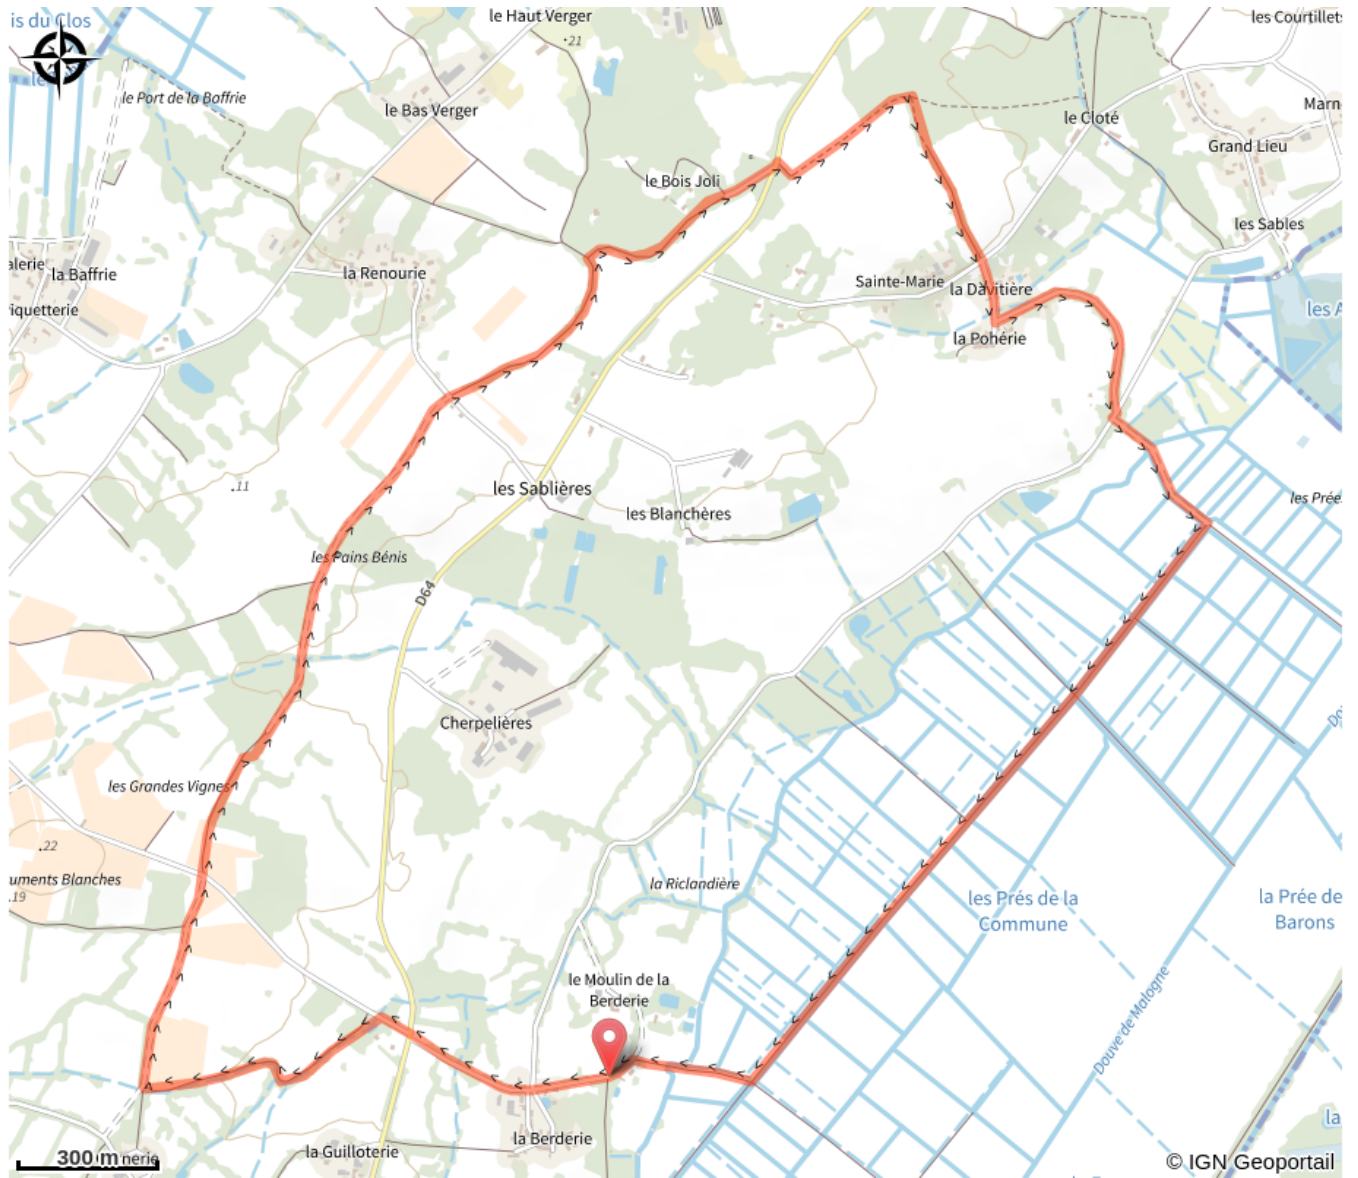 is du Clos
le Haut Verger
21
les Courtillet
le Port de la Baffrie
le Bas Verger
le Cloté
Marn
Grand Lieu
le Bois Joli
les Sables
alerie
la Baffrie
la Renourie
Sainte-Marie
la Davitière
iquetterie
les A
la Pohérie
11
les Sablières
les Blanchères
les Prée
les Pains Bénis
D64
Cherpelières
Do
les Grandes Vignes
22
uments Blanches
19
la Riclandière
les Prés de la
Commune
la Prée de
Barons
le Moulin de la
Berderie
Douve de Malogne
la
la Berderie
la Guilloterie
300 m
nerie
© IGN Geoportail